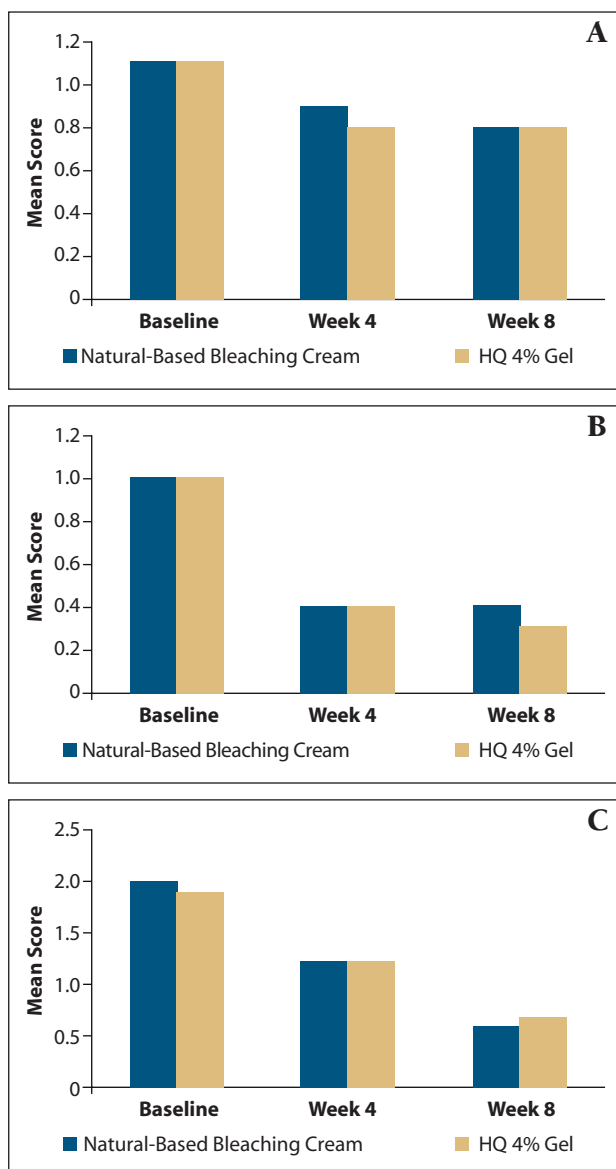 A
1.2
1.0
0.8
0.6
0.4
0.2
0
Mean Score
Baseline Week 4 Week 8
Natural-Based Bleaching Cream HQ 4% Gel
B
1.2
1.0
0.8
0.6
0.4
0.2
0
Mean Score
Baseline Week 4 Week 8
Natural-Based Bleaching Cream HQ 4% Gel
C
2.5
2.0
1.5
1.0
0.5
0
Mean Score
Baseline Week 4 Week 8
Natural-Based Bleaching Cream HQ 4% Gel